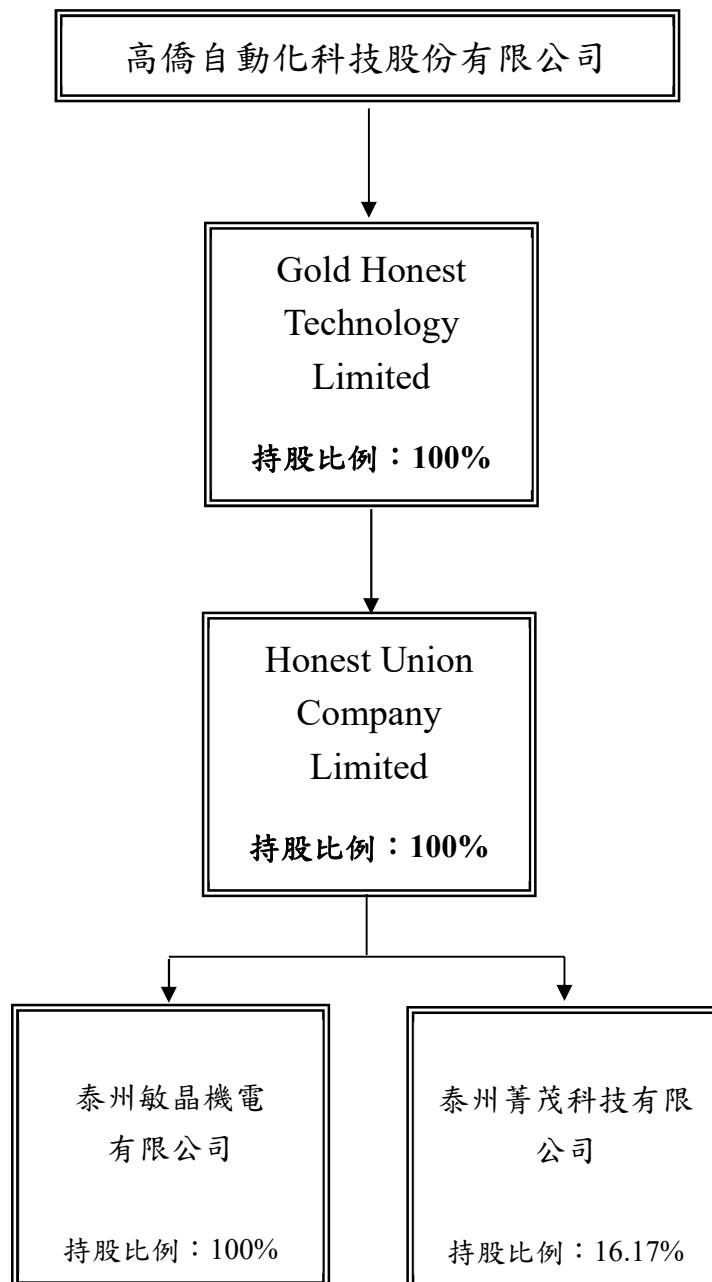 高僑自動化科技股份有限公司
Gold Honest
Technology
Limited
持股比例：100%
Honest Union
Company
Limited
持股比例：100%
泰州敏晶機電
有限公司
持股比例：100%
泰州菁茂科技有限
公司
持股比例：16.17%